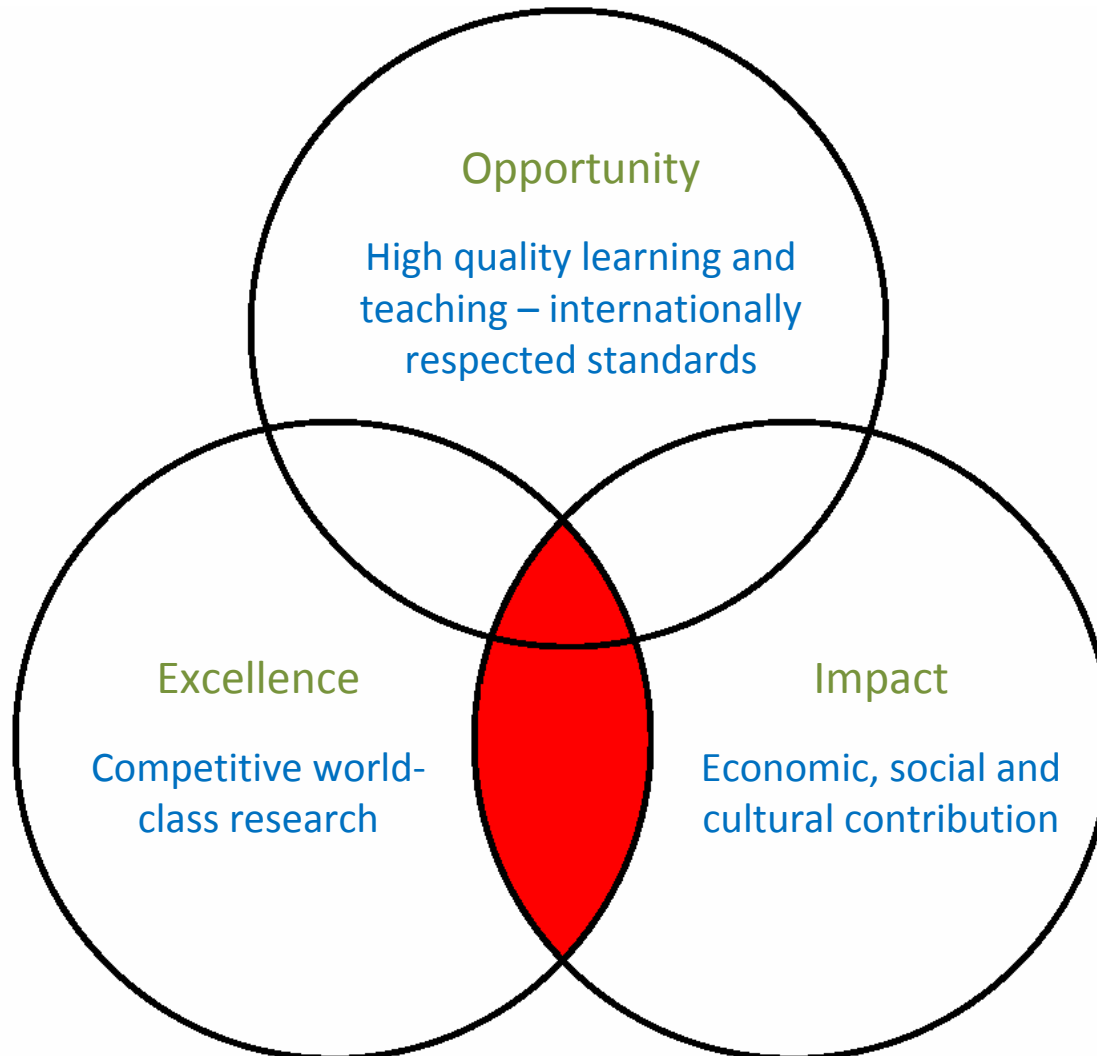 Opportunity
High quality learning and
teaching – internationally
respected standards
Excellence
Competitive world-
class research
Impact
Economic, social and
cultural contribution